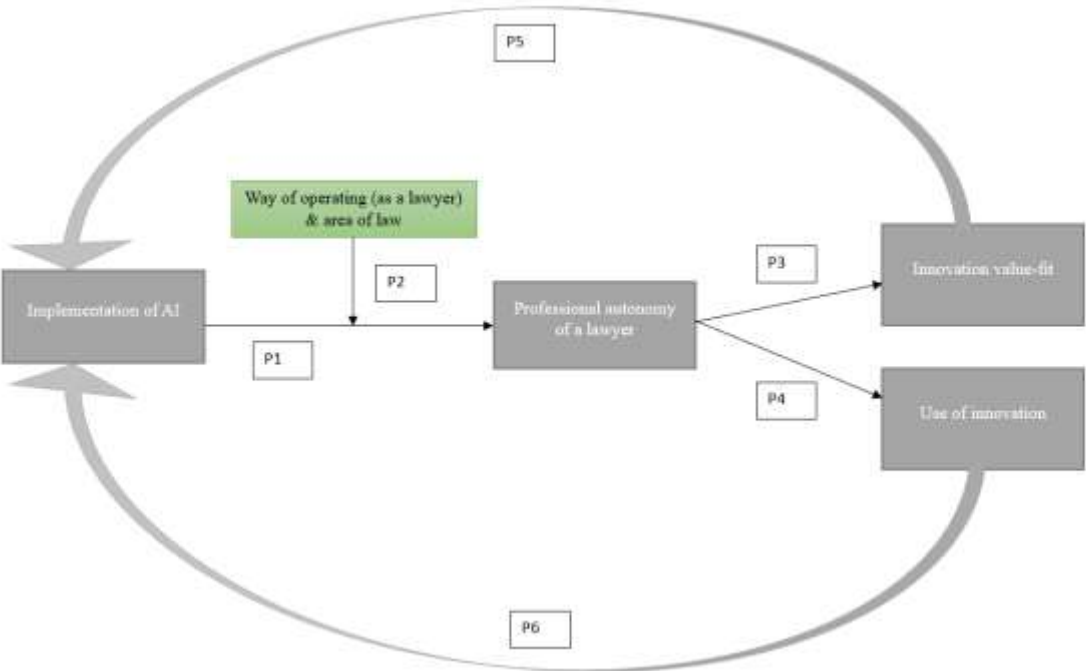 P5
Way of operating (as a lawyer)
& area of law
P2
P3
Innovation value-fit
Implementation of AI
Professional autonomy
of a lawyer
P1
P4
Use of innovation
P6